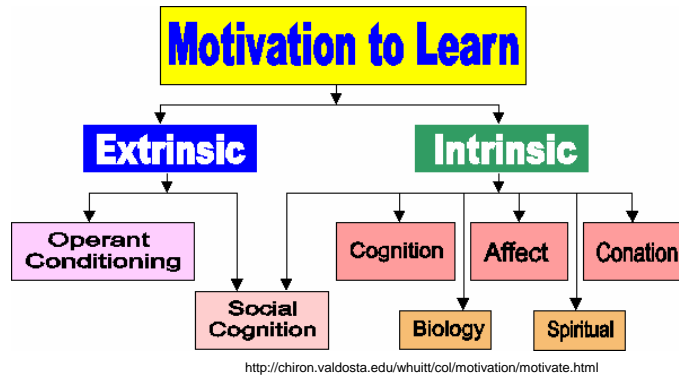 Motivation to Learn
Extrinsic
Intrinsic
Operant
Conditioning
Cognition
Affect
Conation
Social
Cognition
Biology
Spiritual
http://chiron.valdosta.edu/whuitt/col/motivation/motivate.html